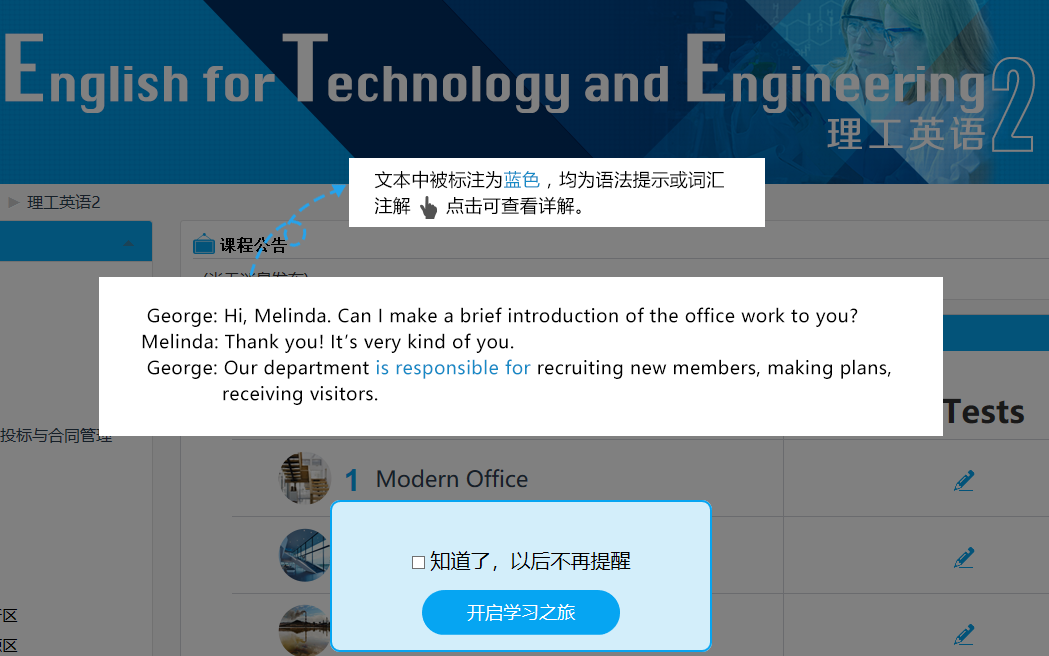 English for Technology and Engineering 2
理工英语
文本中被标注为蓝色，均为语法提示或词汇
注解 点击可查看详解。
理工英语2
课程公告
George: Hi, Melinda. Can I make a brief introduction of the office work to you?
Melinda: Thank you! It's very kind of you.
George: Our department is responsible for recruiting new members, making plans,
receiving visitors.
Tests
投标与合同管理
1 Modern Office
知道了，以后不再提醒
开启学习之旅